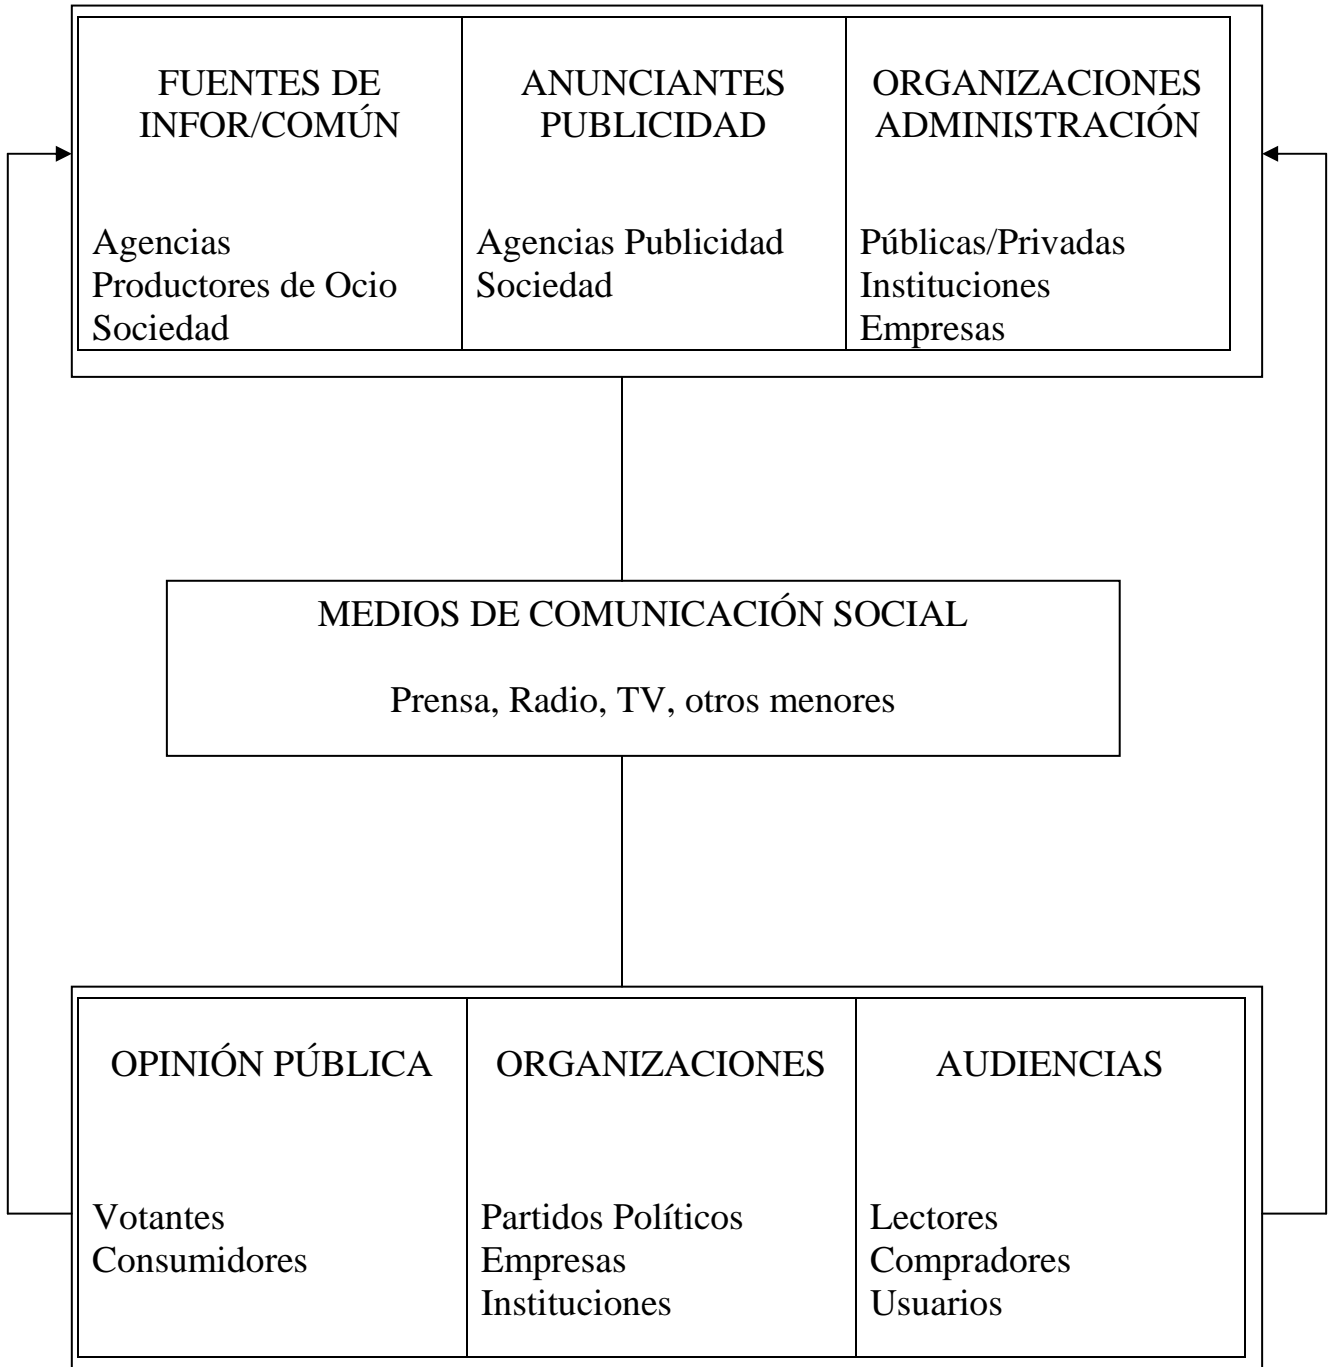 FUENTES DE
INFOR/COMÚN
Agencias
Productores de Ocio
Sociedad
ANUNCIANTES
PUBLICIDAD
Agencias Publicidad
Sociedad
ORGANIZACIONES
ADMINISTRACIÓN
Públicas/Privadas
Instituciones
Empresas
MEDIOS DE COMUNICACIÓN SOCIAL
Prensa, Radio, TV, otros menores
OPINIÓN PÚBLICA
Votantes
Consumidores
ORGANIZACIONES
Partidos Políticos
Empresas
Instituciones
AUDIENCIAS
Lectores
Compradores
Usuarios